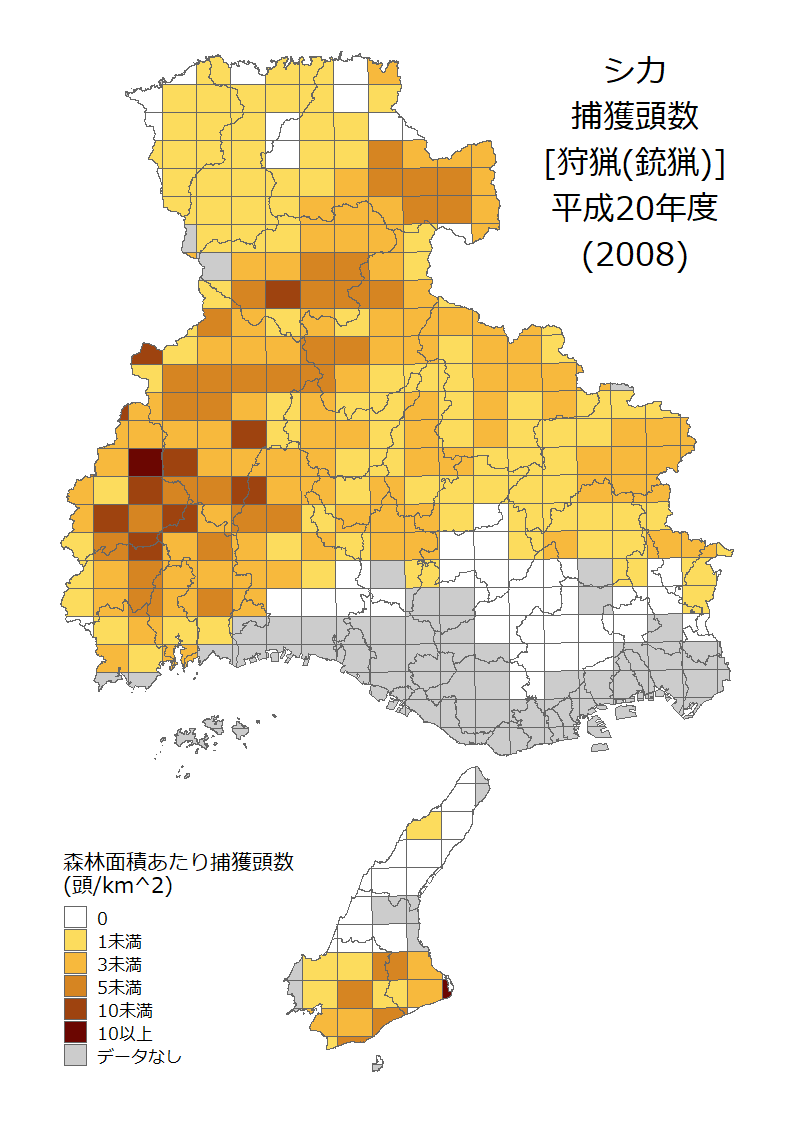 シカ
捕獲頭数
[狩猟(銃猟)]
平成20年度
(2008)
森林面積あたり捕獲頭数
(頭/km^2)
0
1未満
3未満
5未満
10未満
10以上
データなし